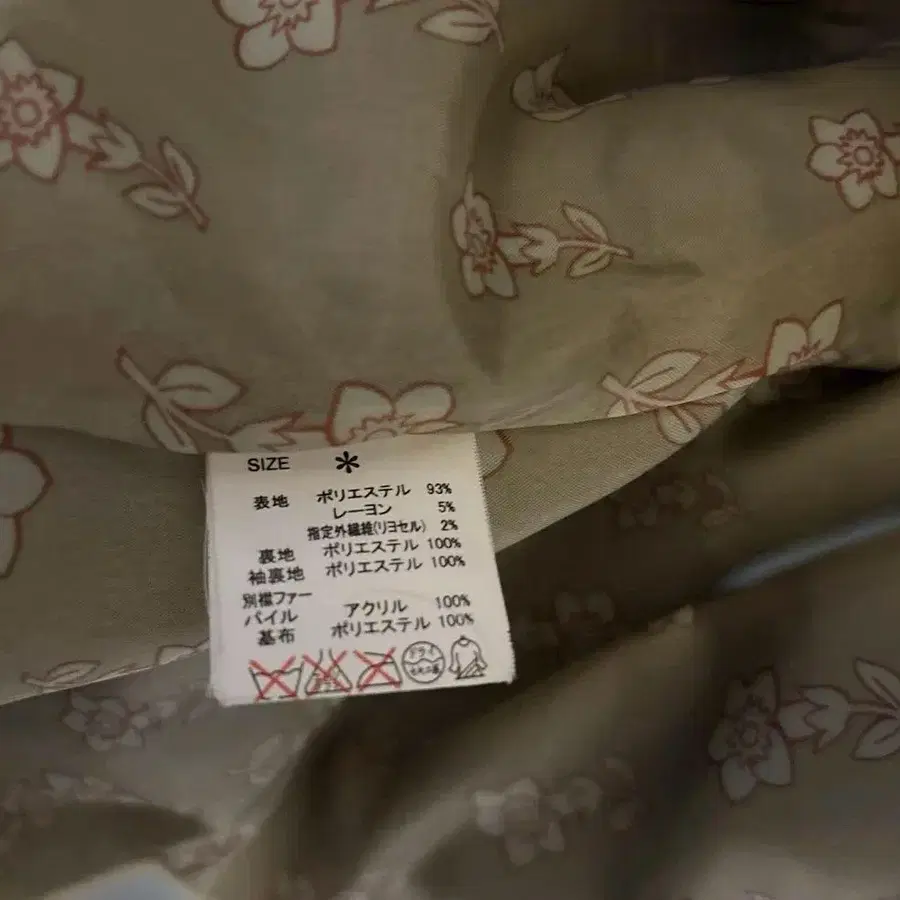 SIZE *
表地 ポリエステル 93%
レーヨン 5%
指定外繊維(リヨセル) 2%
裏地 ポリエステル 100%
袖裏地 ポリエステル 100%
別襟ファー
パイル アクリル 100%
基布 ポリエステル 100%
ドライ